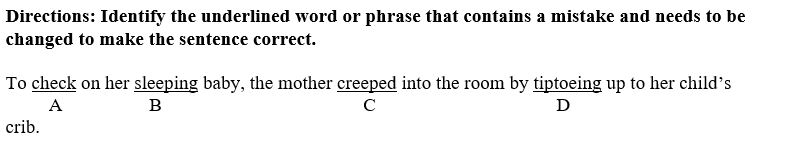 Directions: Identify the underlined word or phrase that contains a mistake and needs to be
changed to make the sentence correct.
To check on her sleeping baby, the mother creeped into the room by tiptoeing up to her child’s
A B C D
crib.